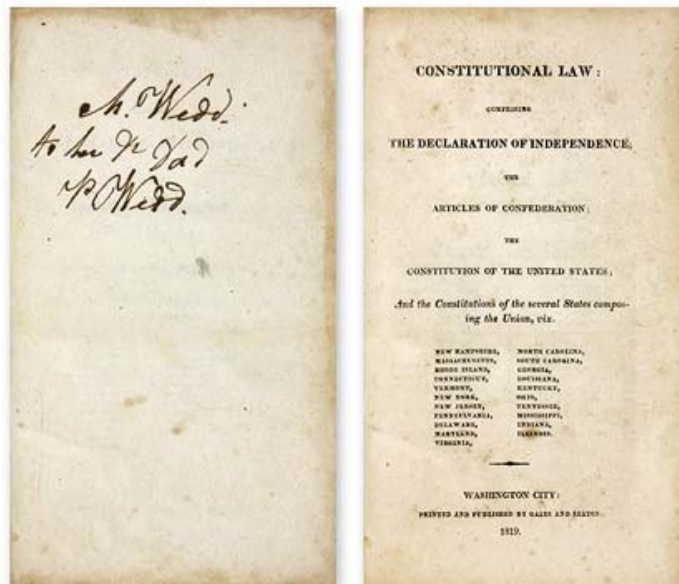 M. Wedd.
to her Dr Dad
P Wedd.
CONSTITUTIONAL LAW:
COMPRISING
THE DECLARATION OF INDEPENDENCE;
THE
ARTICLES OF CONFEDERATION;
THE
CONSTITUTION OF THE UNITED STATES;
And the Constitutions of the several States compos-
ing the Union, viz.
NEW HAMPSHIRE,
MASSACHUSETTS,
RHODE ISLAND,
CONNECTICUT,
VERMONT,
NEW YORK,
NEW JERSEY,
PENNSYLVANIA,
DELAWARE,
MARYLAND,
VIRGINIA,
NORTH CAROLINA,
SOUTH CAROLINA,
GEORGIA,
LOUISIANA,
KENTUCKY,
OHIO,
TENNESSEE,
MISSISSIPPI,
INDIANA,
ILLINOIS.
WASHINGTON CITY:
PRINTED AND PUBLISHED BY GALES AND SEATON.
1819.